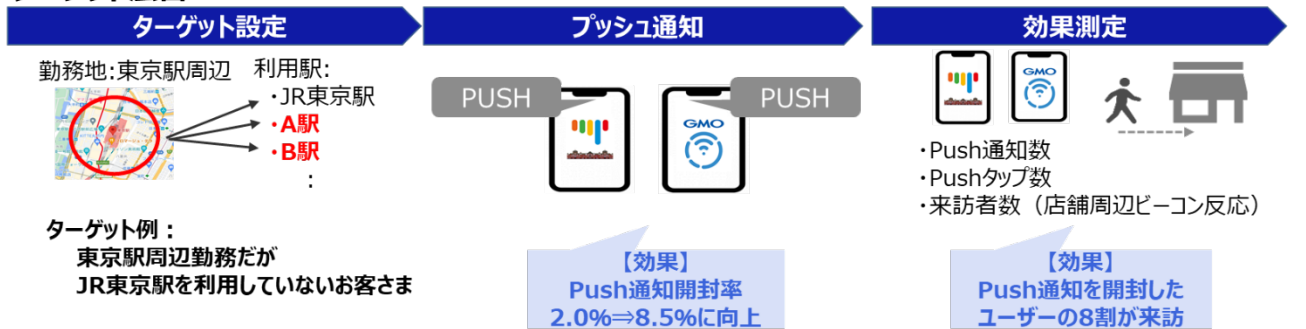 ターゲット設定
勤務地:東京駅周辺
利用駅:
・JR東京駅
・A駅
・B駅
:
ターゲット例：
東京駅周辺勤務だが
JR東京駅を利用していないお客さま
プッシュ通知
PUSH
PUSH
GMO
【効果】
Push通知開封率
2.0%⇒8.5%に向上
効果測定
GMO
・Push通知数
・Pushタップ数
・来訪者数（店舗周辺ビーコン反応）
【効果】
Push通知を開封した
ユーザーの8割が来訪